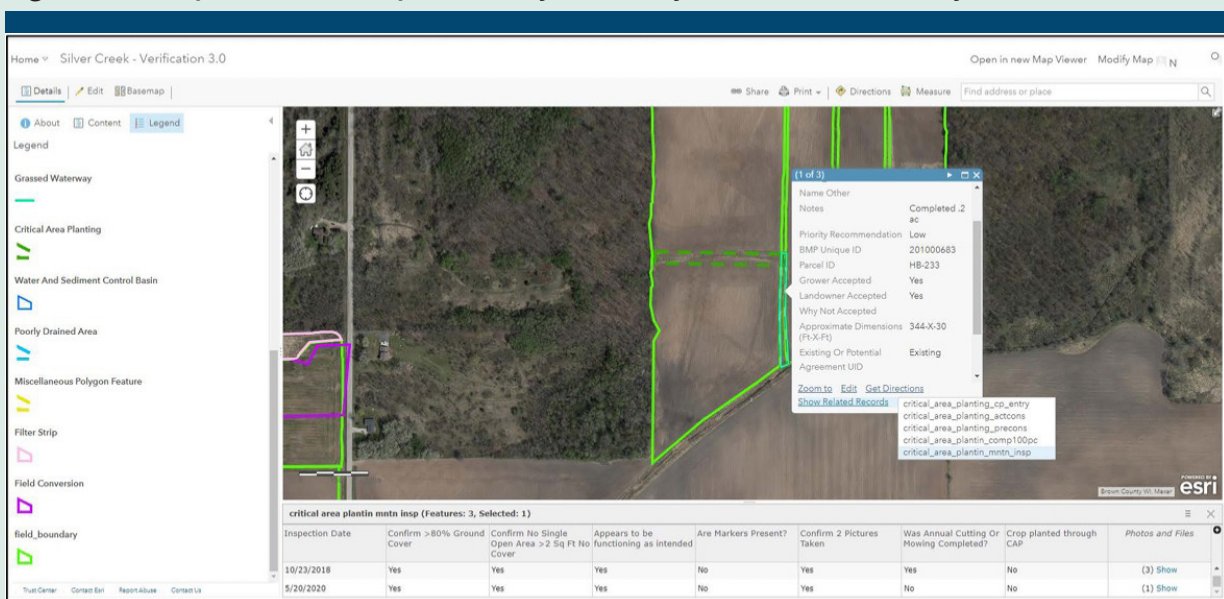 Home Silver Creek - Verification 3.0
Open in new Map Viewer Modify Map N
Details Edit Basemap
Share Print Directions Measure Find address or place
About Content Legend
Legend
Grassed Waterway
Critical Area Planting
Water And Sediment Control Basin
Poorly Drained Area
Miscellaneous Polygon Feature
Filter Strip
Field Conversion
field_boundary
Trust Center Contact Esri Report Abuse Contact Us
(1 of 3)
Name Other
Notes Completed .2
ac
Priority Recommendation Low
BMP Unique ID 201000683
Parcel ID HB-233
Grower Accepted Yes
Landowner Accepted Yes
Why Not Accepted
Approximate Dimensions 344-X-30
(Ft-X-Ft)
Existing Or Potential Existing
Agreement UID
Zoom to Edit Get Directions
Show Related Records
critical_area_planting_cp_entry
critical_area_planting_actcons
critical_area_planting_precons
critical_area_plantin_comp100pc
critical_area_plantin_mntn_insp
Brown County WI, Maxar
POWERED BY
esri
critical area plantin mntn insp (Features: 3, Selected: 1)
Inspection Date Confirm >80% Ground Confirm No Single Appears to be Are Markers Present? Confirm 2 Pictures Was Annual Cutting Or Crop planted through Photos and Files
Cover Open Area >2 Sq Ft No functioning as intended Taken Mowing Completed? CAP
Cover
10/23/2018 Yes Yes Yes No Yes Yes No (3) Show
5/20/2020 Yes Yes Yes No Yes No No (1) Show